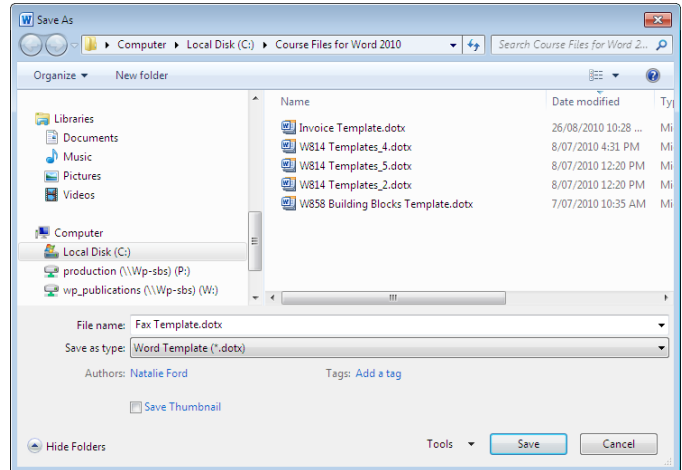 Save As
Computer Local Disk (C:) Course Files for Word 2010 Search Course Files for Word 2...
Organize New folder
Name Date modified Ty
Libraries
Documents
Music
Pictures
Videos
Computer
Local Disk (C:)
production (\\Wp-sbs) (P:)
wp_publications (\\Wp-sbs) (W:)
Invoice Template.dotx 26/08/2010 10:28 ... Mi
W814 Templates_4.dotx 8/07/2010 4:31 PM Mi
W814 Templates_5.dotx 8/07/2010 12:20 PM Mi
W814 Templates_2.dotx 8/07/2010 12:20 PM Mi
W858 Building Blocks Template.dotx 7/07/2010 10:35 AM Mi
File name: Fax Template.dotx
Save as type: Word Template (*.dotx)
Authors: Natalie Ford Tags: Add a tag
Save Thumbnail
Hide Folders Tools Save Cancel